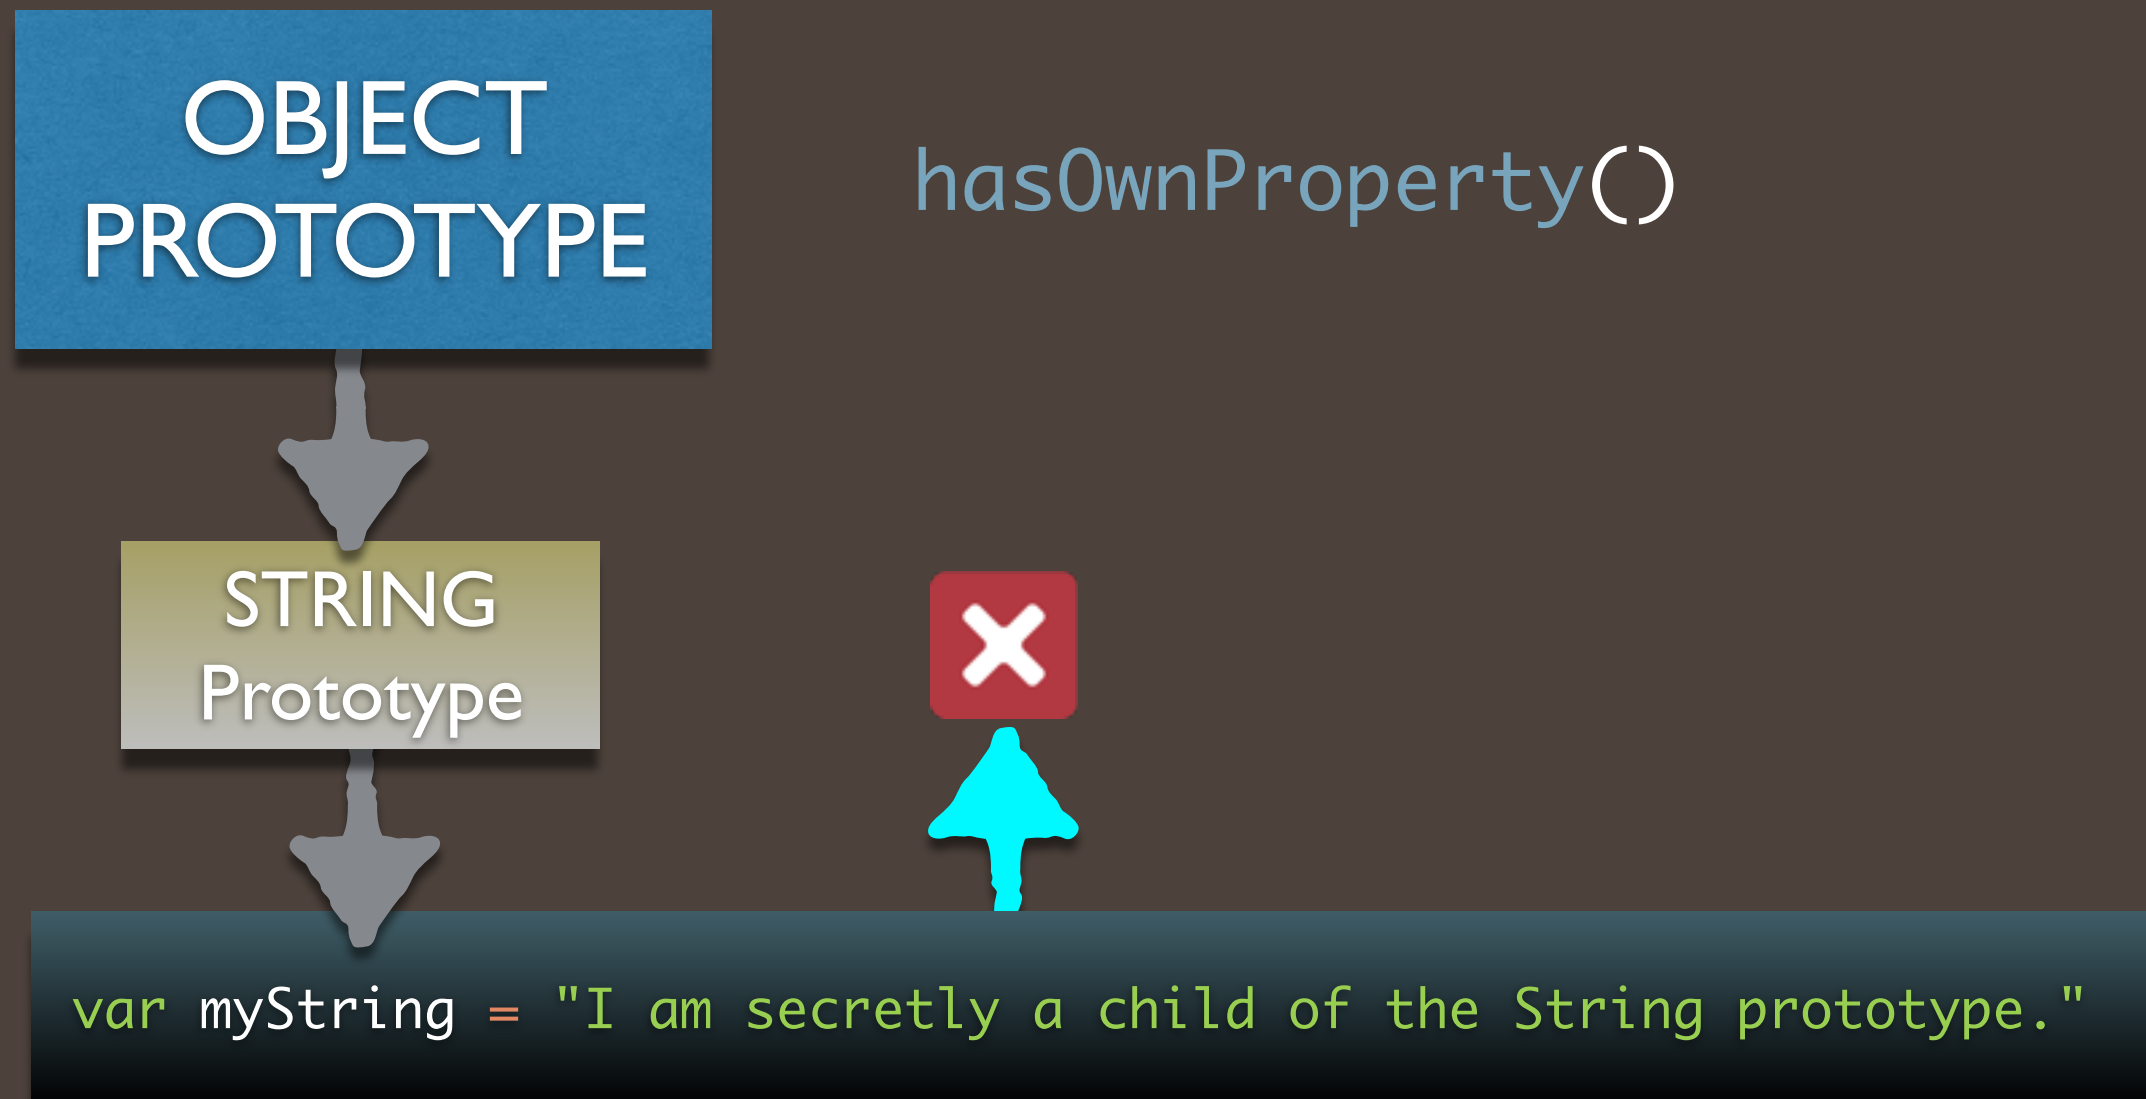 OBJECT
PROTOTYPE
hasOwnProperty()
STRING
Prototype
var myString = "I am secretly a child of the String prototype."